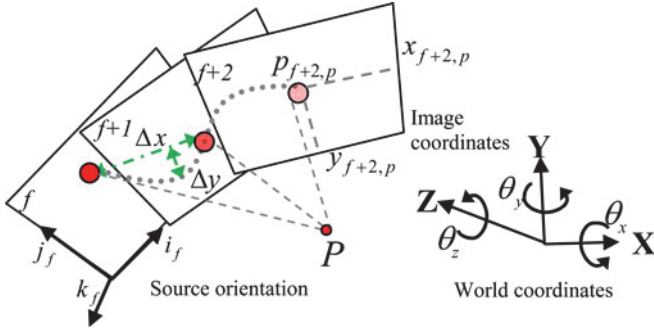 f+2
p_{f+2,p}
x_{f+2,p}
f+1
Δx
Image
coordinates
y_{f+2,p}
Δy
f
Y
Z
θ_y
θ_x
j_f
i_f
P
θ_z
X
k_f
Source orientation
World coordinates